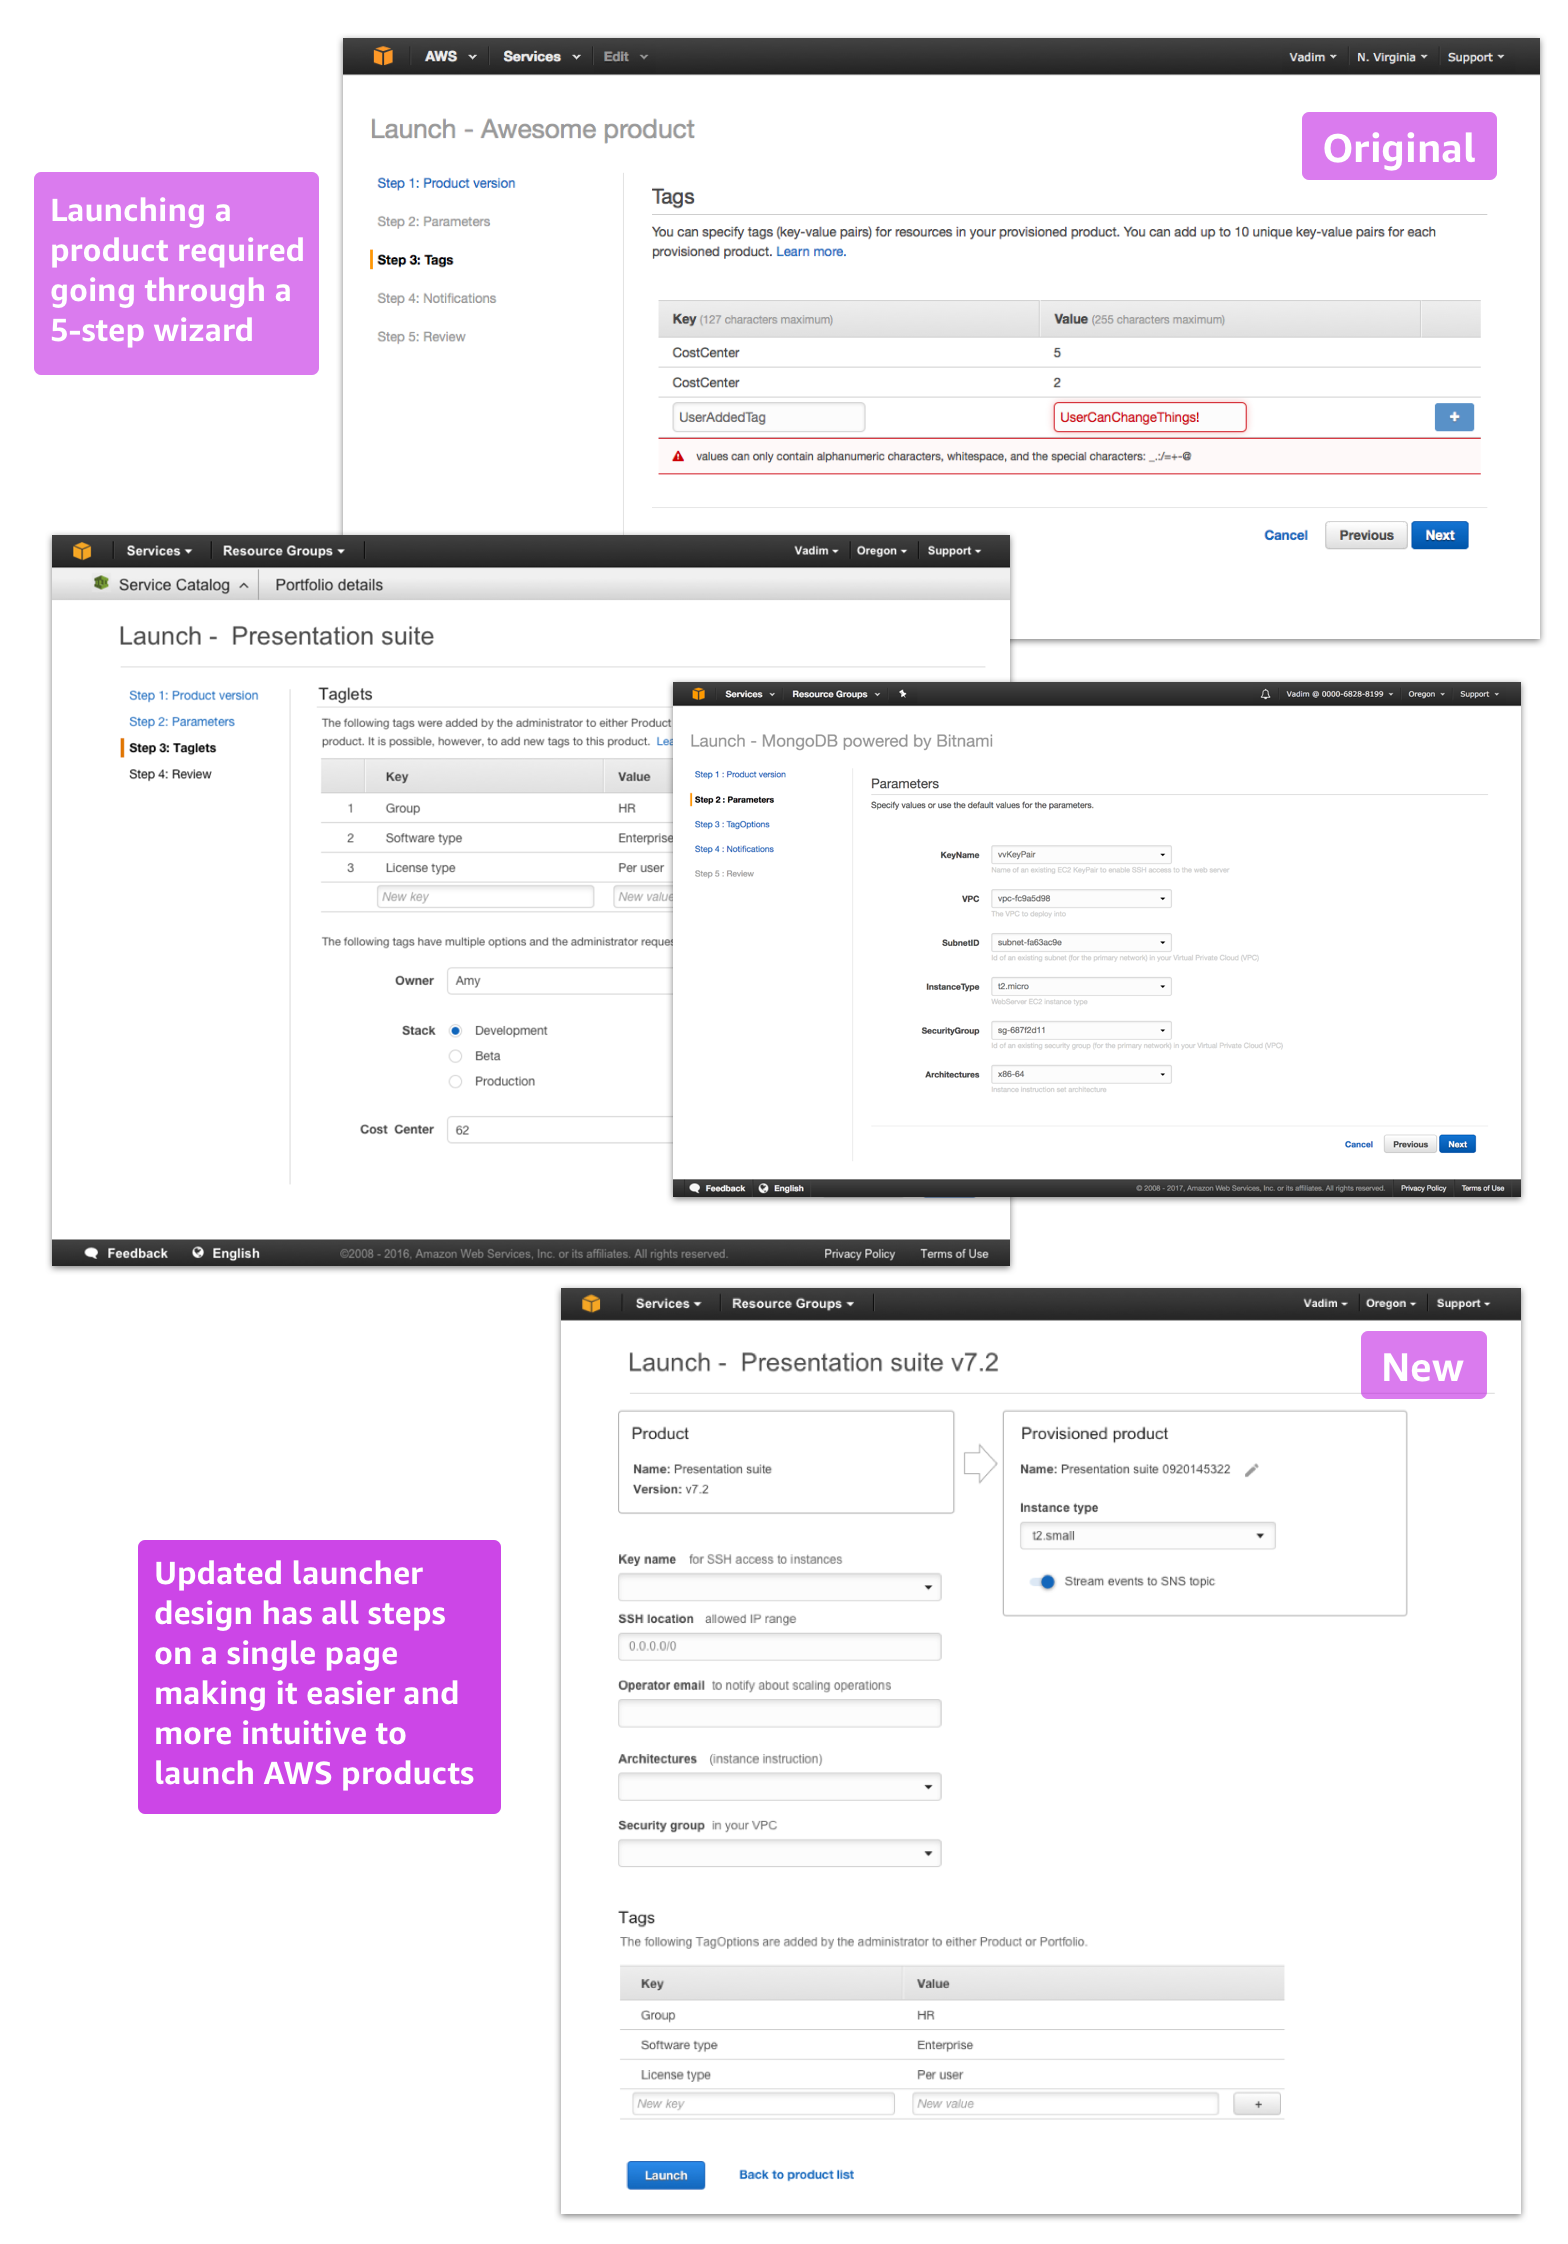 AWS Services Edit Vadim N. Virginia Support
Launch - Awesome product
Original
Launching a
product required
going through a
5-step wizard
Step 1: Product version
Step 2: Parameters
Step 3: Tags
Step 4: Notifications
Step 5: Review
Tags
You can specify tags (key-value pairs) for resources in your provisioned product. You can add up to 10 unique key-value pairs for each
provisioned product. Learn more.
Key (127 characters maximum) Value (255 characters maximum)
CostCenter 5
CostCenter 2
UserAddedTag UserCanChangeThings! +
values can only contain alphanumeric characters, whitespace, and the special characters: _.:/=+-@
Cancel Previous Next
Services Resource Groups Vadim Oregon Support
Service Catalog Portfolio details
Launch - Presentation suite
Step 1: Product version
Step 2: Parameters
Step 3: Taglets
Step 4: Review
Taglets
The following tags were added by the administrator to either Product
product. It is possible, however, to add new tags to this product. Lea
Key Value
1 Group HR
2 Software type Enterprise
3 License type Per user
New key New value
The following tags have multiple options and the administrator reques
Owner Amy
Stack Development
Beta
Production
Cost Center 62
Feedback English ©2008 - 2016, Amazon Web Services, Inc. or its affiliates. All rights reserved. Privacy Policy Terms of Use
Services Resource Groups Vadim @ 0000-6828-8199 Oregon Support
Launch - MongoDB powered by Bitnami
Step 1 : Product version
Step 2 : Parameters
Step 3 : TagOptions
Step 4 : Notifications
Step 5 : Review
Parameters
Specify values or use the default values for the parameters.
KeyName vvKeyPair
Name of an existing EC2 KeyPair to enable SSH access to the web server
VPC vpc-fc9a5d98
The VPC to deploy into
SubnetID subnet-fa63ac9e
Id of an existing subnet (for the primary network) in your Virtual Private Cloud (VPC)
InstanceType t2.micro
WebServer EC2 instance type
SecurityGroup sg-687f2d11
Id of an existing security group (for the primary network) in your Virtual Private Cloud (VPC)
Architectures x86-64
Instance instruction set architecture
Cancel Previous Next
Feedback English © 2008 - 2017, Amazon Web Services, Inc. or its affiliates. All rights reserved. Privacy Policy Terms of Use
Services Resource Groups Vadim Oregon Support
Launch - Presentation suite v7.2
New
Product
Name: Presentation suite
Version: v7.2
Provisioned product
Name: Presentation suite 0920145322
Instance type
t2.small
Stream events to SNS topic
Key name for SSH access to instances
SSH location allowed IP range
0.0.0.0/0
Operator email to notify about scaling operations
Architectures (instance instruction)
Security group in your VPC
Updated launcher
design has all steps
on a single page
making it easier and
more intuitive to
launch AWS products
Tags
The following TagOptions are added by the administrator to either Product or Portfolio.
Key Value
Group HR
Software type Enterprise
License type Per user
New key New value +
Launch Back to product list